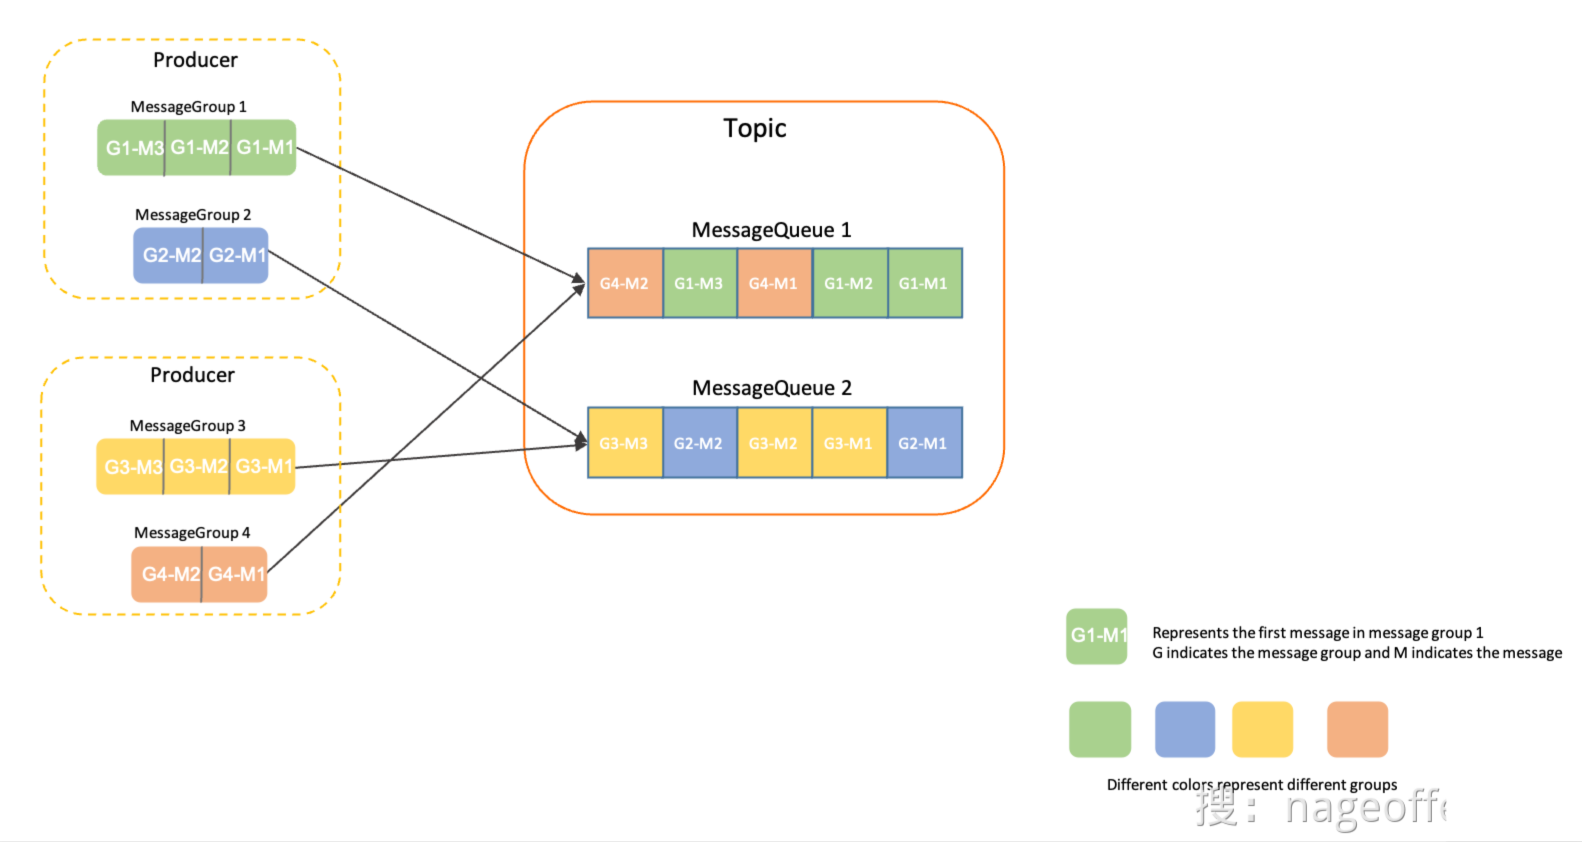 Producer
MessageGroup 1
G1-M3 G1-M2 G1-M1
MessageGroup 2
G2-M2 G2-M1
Producer
MessageGroup 3
G3-M3 G3-M2 G3-M1
MessageGroup 4
G4-M2 G4-M1
Topic
MessageQueue 1
G4-M2 G1-M3 G4-M1 G1-M2 G1-M1
MessageQueue 2
G3-M3 G2-M2 G3-M2 G3-M1 G2-M1
G1-M1
Represents the first message in message group 1
G indicates the message group and M indicates the message
Different colors represent different groups
搜：nageoffe